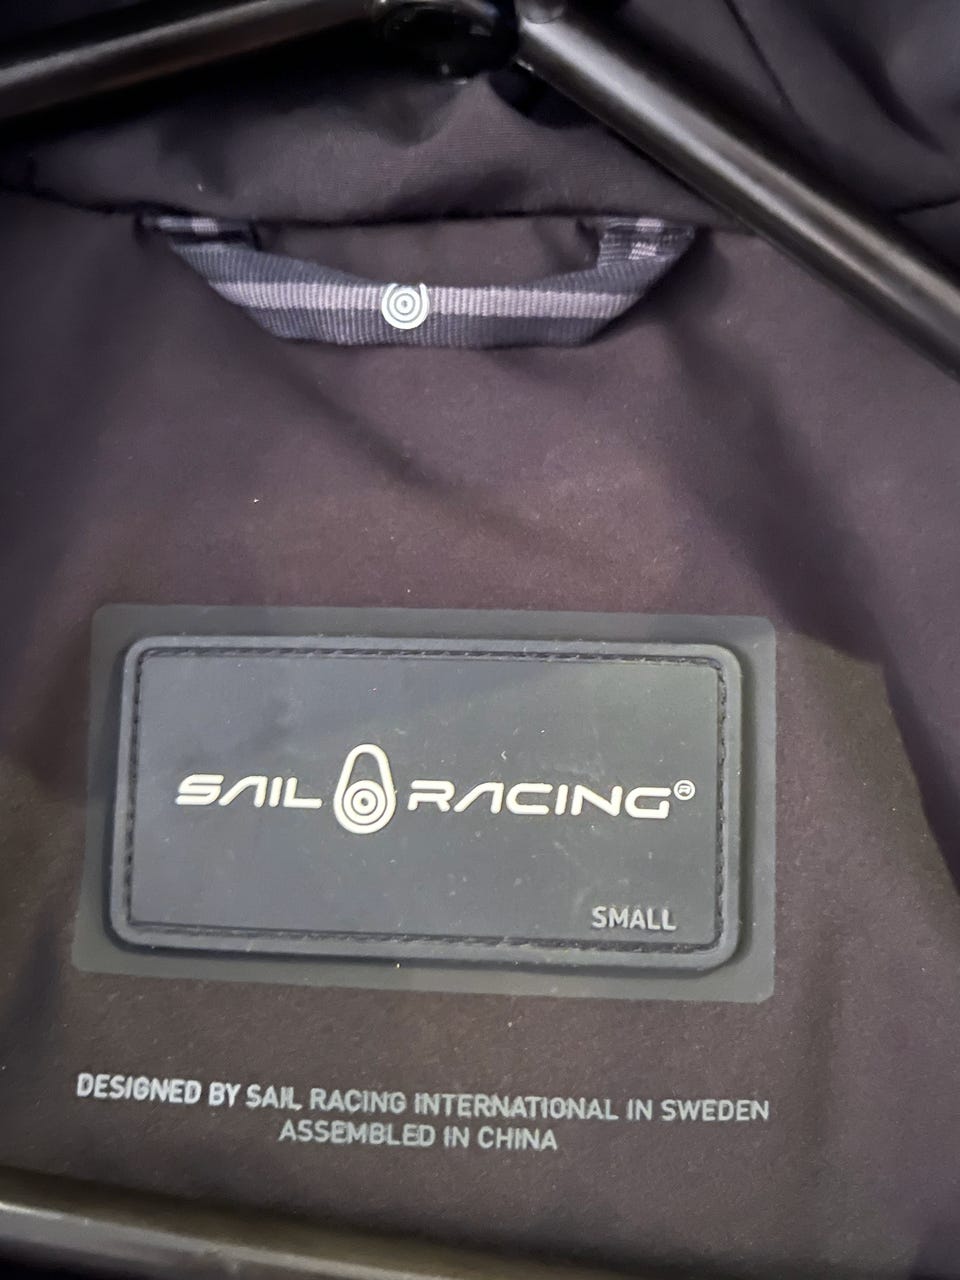 SAIL RACING®
SMALL
DESIGNED BY SAIL RACING INTERNATIONAL IN SWEDEN
ASSEMBLED IN CHINA